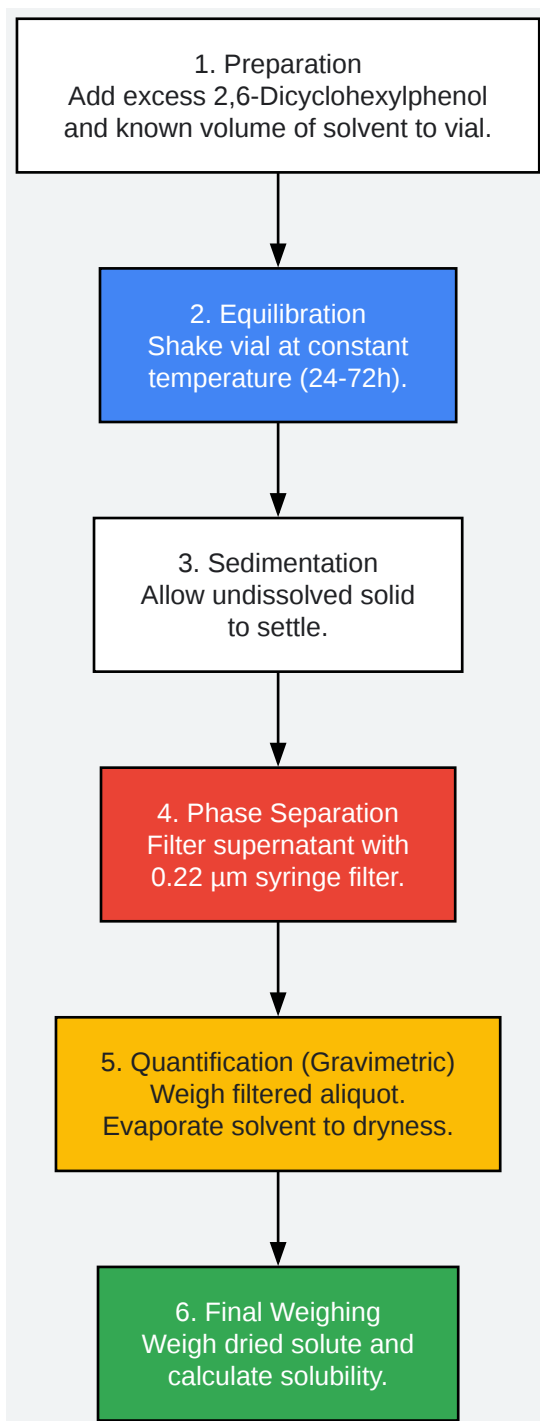 1. Preparation
Add excess 2,6-Dicyclohexylphenol
and known volume of solvent to vial.
2. Equilibration
Shake vial at constant
temperature (24-72h).
3. Sedimentation
Allow undissolved solid
to settle.
4. Phase Separation
Filter supernatant with
0.22 µm syringe filter.
5. Quantification (Gravimetric)
Weigh filtered aliquot.
Evaporate solvent to dryness.
6. Final Weighing
Weigh dried solute and
calculate solubility.